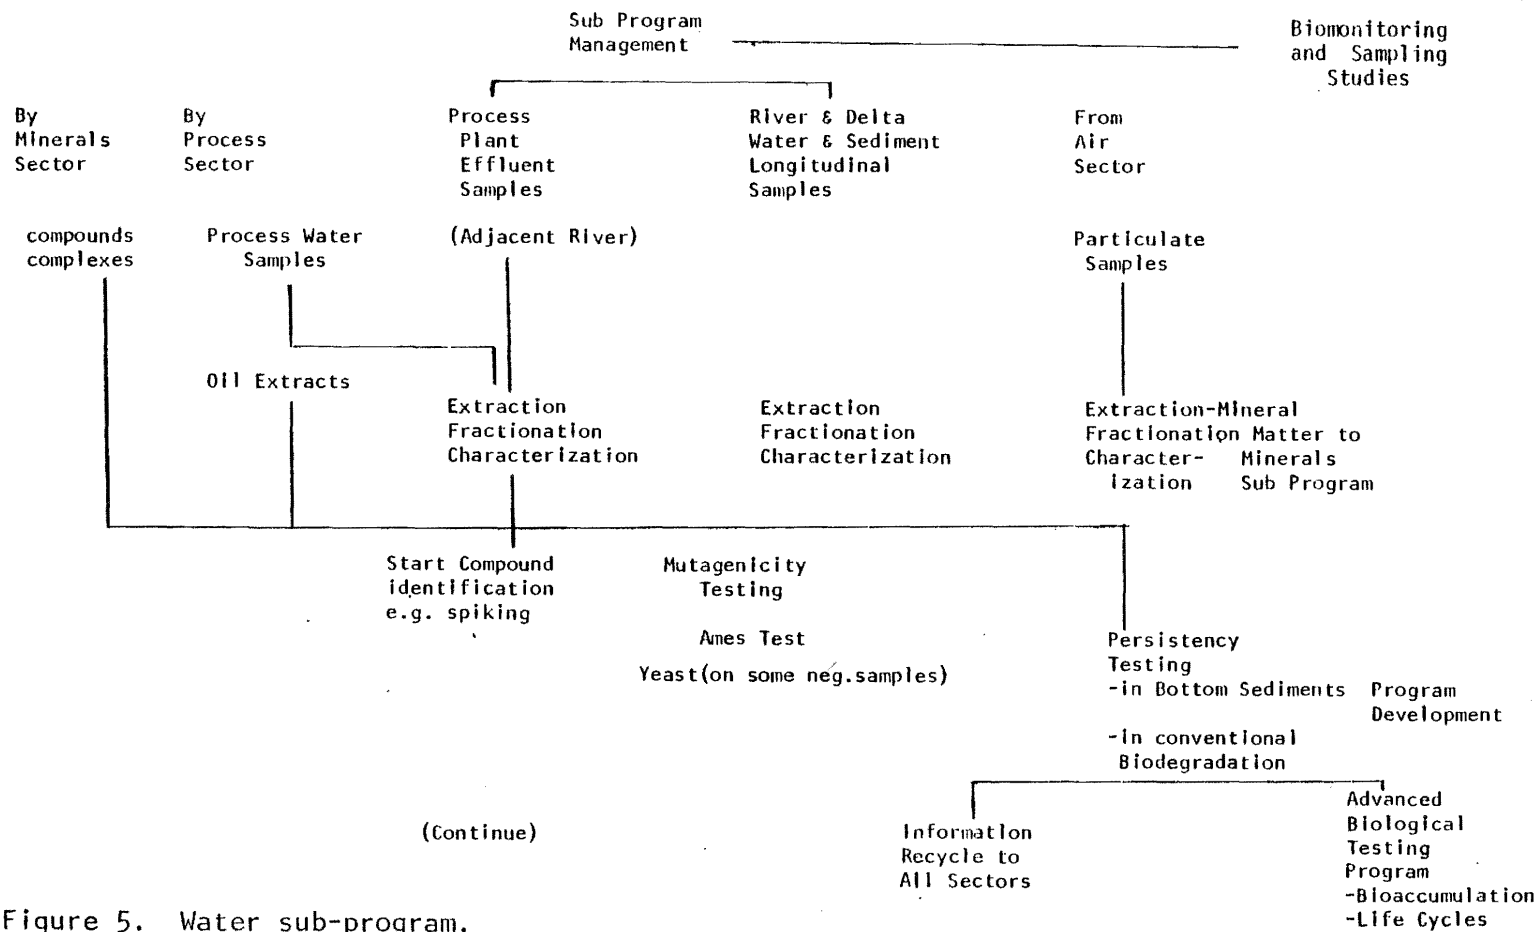 Sub Program
Management
Biomonitoring
and Sampling
Studies
By
Minerals
Sector
By
Process
Sector
Process
Plant
Effluent
Samples
River & Delta
Water & Sediment
Longitudinal
Samples
From
Air
Sector
compounds
complexes
Process Water
Samples
(Adjacent River)
Particulate
Samples
Oil Extracts
Extraction
Fractionation
Characterization
Extraction
Fractionation
Characterization
Extraction-Mineral
Fractionation Matter to
Character- Minerals
ization Sub Program
Start Compound
identification
e.g. spiking
Mutagenicity
Testing
Ames Test
Yeast(on some neg.samples)
Persistency
Testing
-in Bottom Sediments
Program
Development
-in conventional
Biodegradation
(Continue)
Information
Recycle to
All Sectors
Advanced
Biological
Testing
Program
-Bioaccumulation
-Life Cycles
Figure 5. Water sub-program.